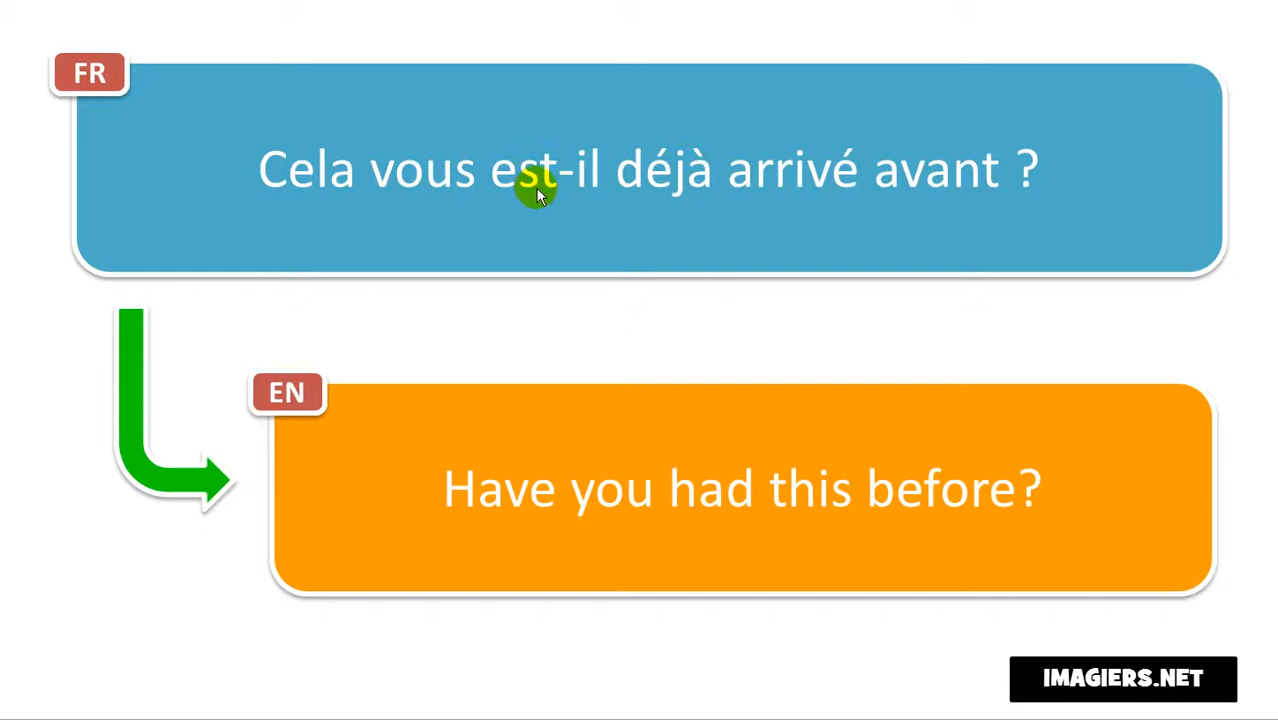 FR
Cela vous est-il déjà arrivé avant ?
EN
Have you had this before?
IMAGIERS.NET